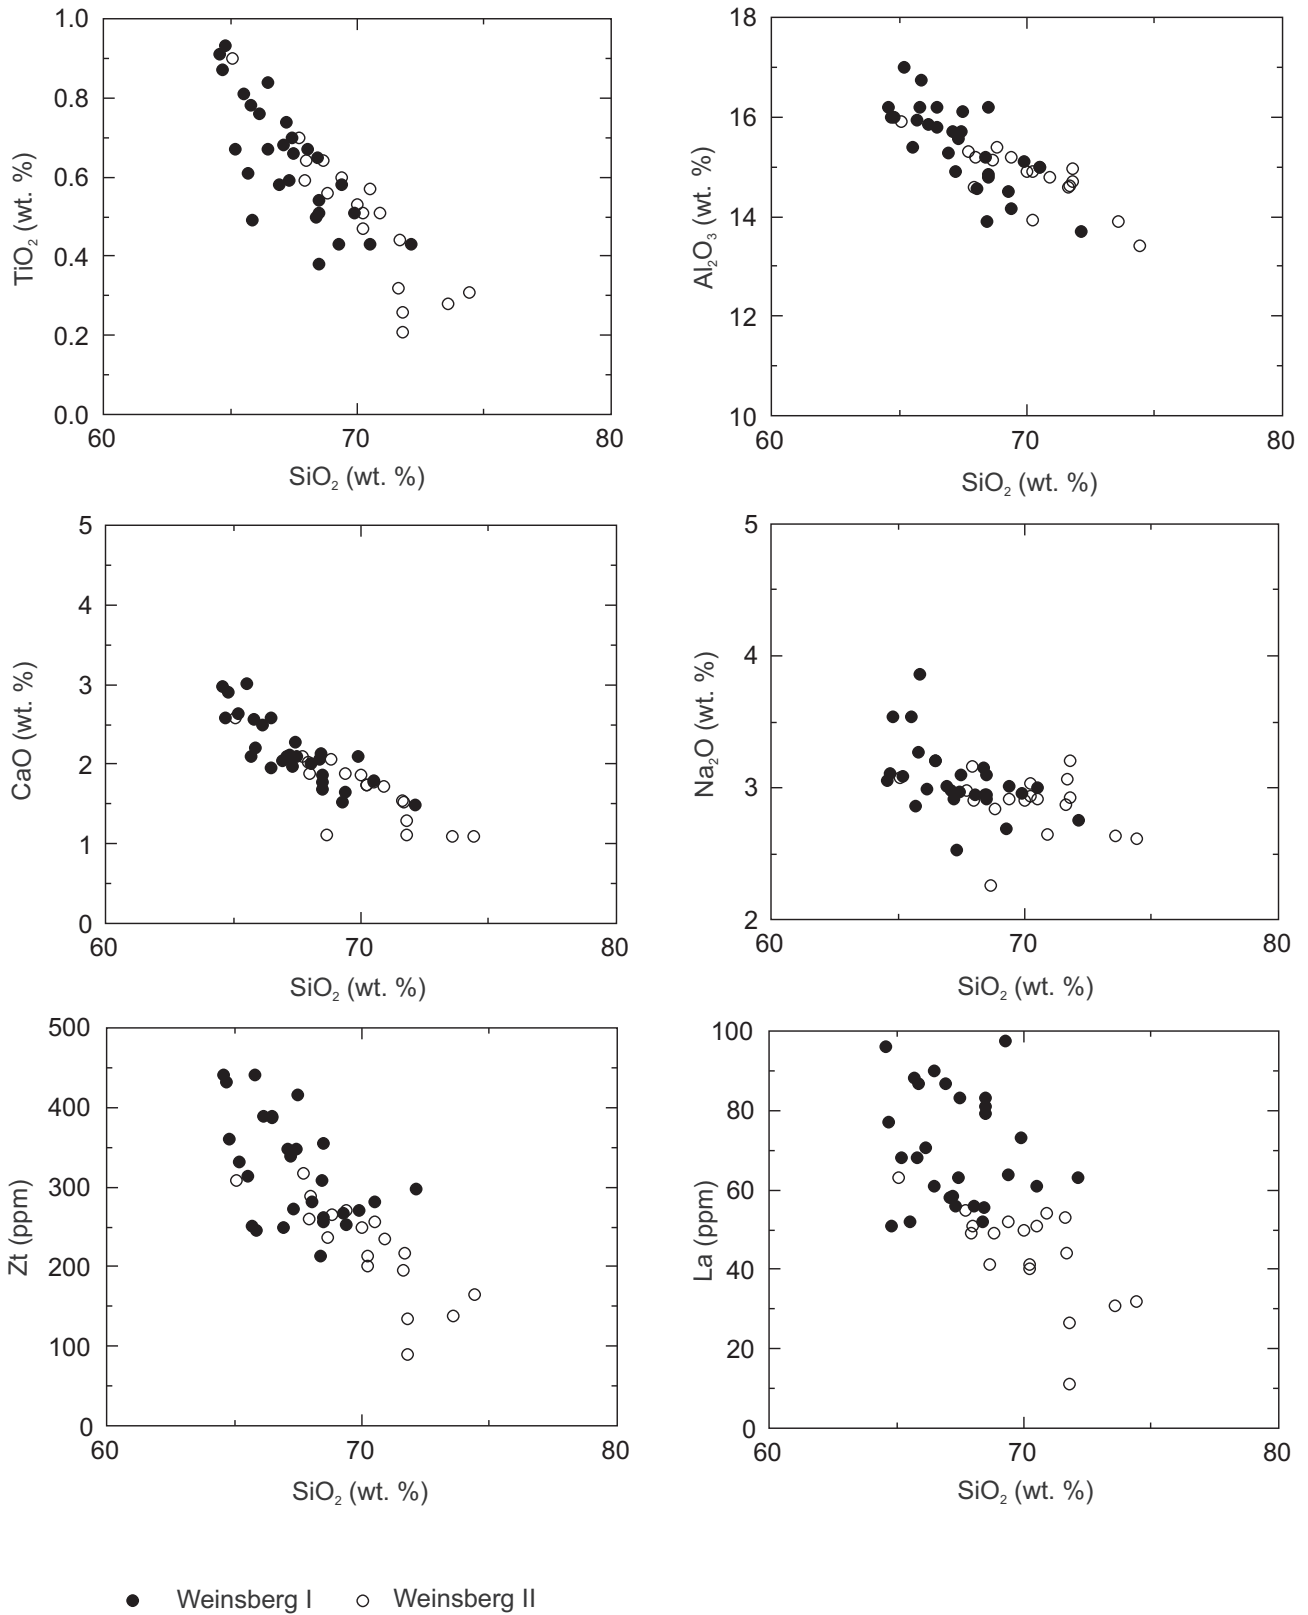 1.0
0.8
0.6
0.4
0.2
0.0
TiO₂ (wt. %)
60 70 80
SiO₂ (wt. %)
18
16
14
12
10
Al₂O₃ (wt. %)
60 70 80
SiO₂ (wt. %)
5
4
3
2
1
0
CaO (wt. %)
60 70 80
SiO₂ (wt. %)
5
4
3
2
Na₂O (wt. %)
60 70 80
SiO₂ (wt. %)
500
400
300
200
100
0
Zt (ppm)
60 70 80
SiO₂ (wt. %)
100
80
60
40
20
0
La (ppm)
60 70 80
SiO₂ (wt. %)
Weinsberg I Weinsberg II